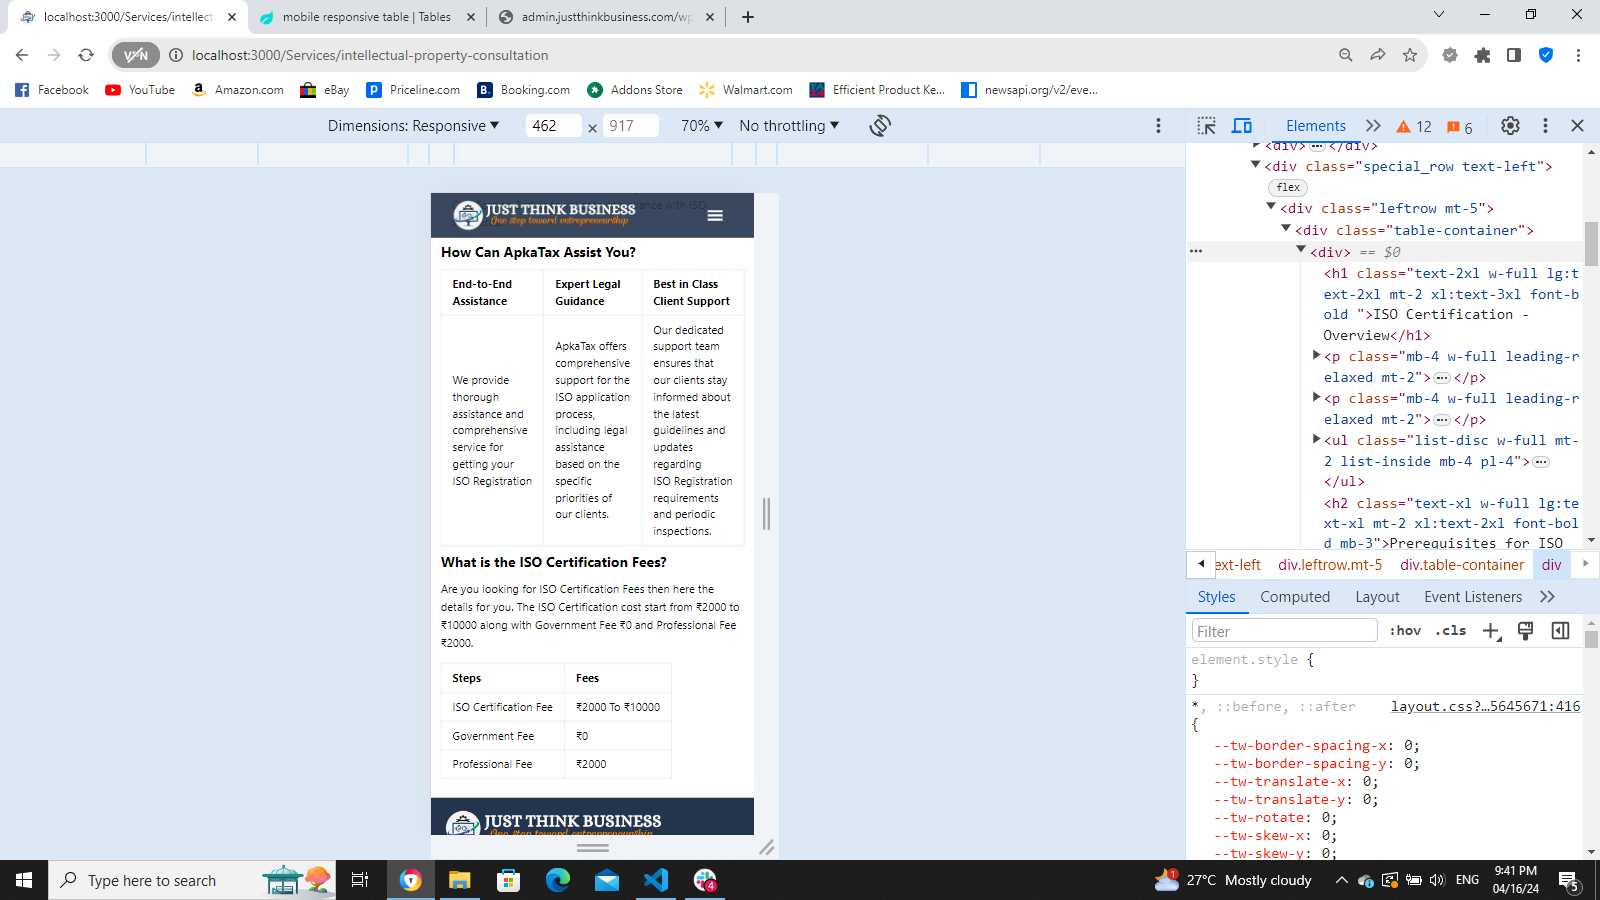 localhost:3000/Services/intellect
mobile responsive table | Tables
admin.justthinkbusiness.com/wp
VPN
localhost:3000/Services/intellectual-property-consultation
Facebook
YouTube
Amazon.com
eBay
Priceline.com
Booking.com
Addons Store
Walmart.com
Efficient Product Ke...
newsapi.org/v2/eve...
Dimensions: Responsive
462
×
917
70%
No throttling
Elements
12
6
JUST THINK BUSINESS
One step toward entrepreneurship
How Can ApkaTax Assist You?
End-to-End
Assistance
Expert Legal
Guidance
Best in Class
Client Support
We provide
thorough
assistance and
comprehensive
service for
getting your
ISO Registration
ApkaTax offers
comprehensive
support for the
ISO application
process,
including legal
assistance
based on the
specific
priorities of
our clients.
Our dedicated
support team
ensures that
our clients stay
informed about
the latest
guidelines and
updates
regarding
ISO Registration
requirements
and periodic
inspections.
What is the ISO Certification Fees?
Are you looking for ISO Certification Fees then here the
details for you. The ISO Certification cost start from ₹2000 to
₹10000 along with Government Fee ₹0 and Professional Fee
₹2000.
Steps
Fees
ISO Certification Fee
₹2000 To ₹10000
Government Fee
₹0
Professional Fee
₹2000
JUST THINK BUSINESS
One step toward entrepreneurship
<div> ••• </div>
<div class="special_row text-left">
flex
<div class="leftrow mt-5">
<div class="table-container">
••• <div> == $0
<h1 class="text-2xl w-full lg:t
ext-2xl mt-2 xl:text-3xl font-b
old ">ISO Certification -
Overview</h1>
<p class="mb-4 w-full leading-r
elaxed mt-2"> ••• </p>
<p class="mb-4 w-full leading-r
elaxed mt-2"> ••• </p>
<ul class="list-disc w-full mt-
2 list-inside mb-4 pl-4"> •••
</ul>
<h2 class="text-xl w-full lg:te
xt-xl mt-2 xl:text-2xl font-bol
d mb-3">Prerequisites for ISO
ext-left
div.leftrow.mt-5
div.table-container
div
Styles
Computed
Layout
Event Listeners
Filter
:hov
.cls
element.style {
}
*, ::before, ::after
layout.css?…5645671:416
{
--tw-border-spacing-x: 0;
--tw-border-spacing-y: 0;
--tw-translate-x: 0;
--tw-translate-y: 0;
--tw-rotate: 0;
--tw-skew-x: 0;
--tw-skew-y: 0;
Type here to search
4
1
27°C Mostly cloudy
ENG
9:41 PM
04/16/24
5